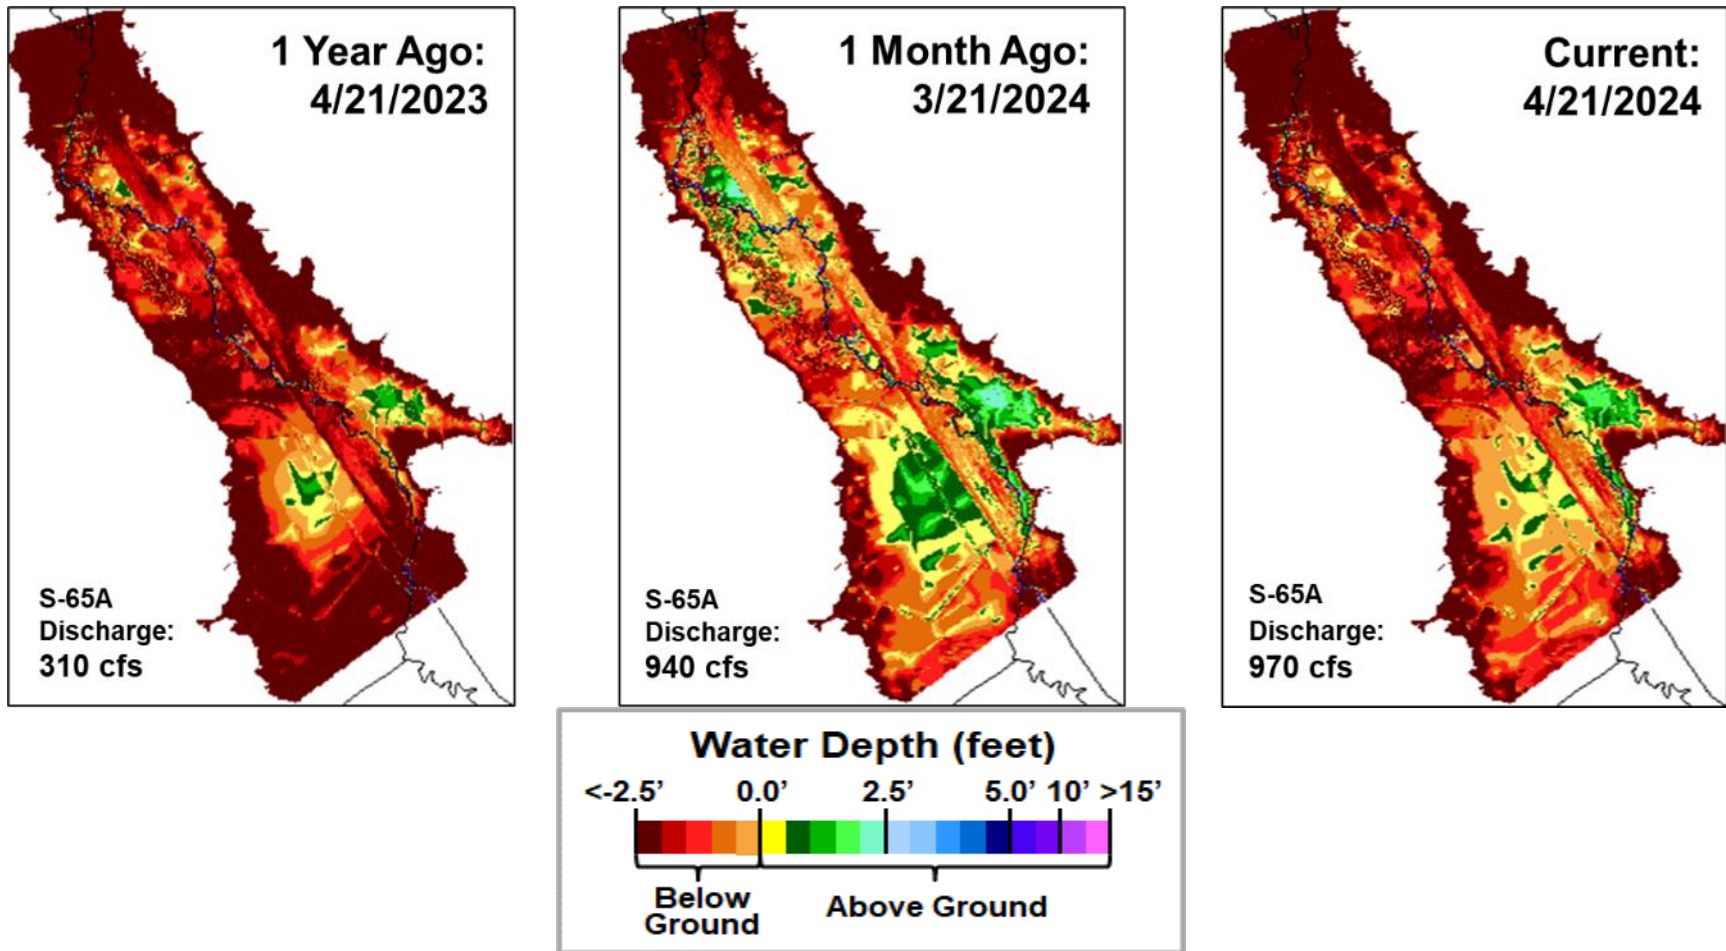 1 Year Ago:
4/21/2023
S-65A
Discharge:
310 cfs
1 Month Ago:
3/21/2024
S-65A
Discharge:
940 cfs
Current:
4/21/2024
S-65A
Discharge:
970 cfs
Water Depth (feet)
<-2.5’ 0.0’ 2.5’ 5.0’ 10’ >15’
Below
Ground
Above Ground